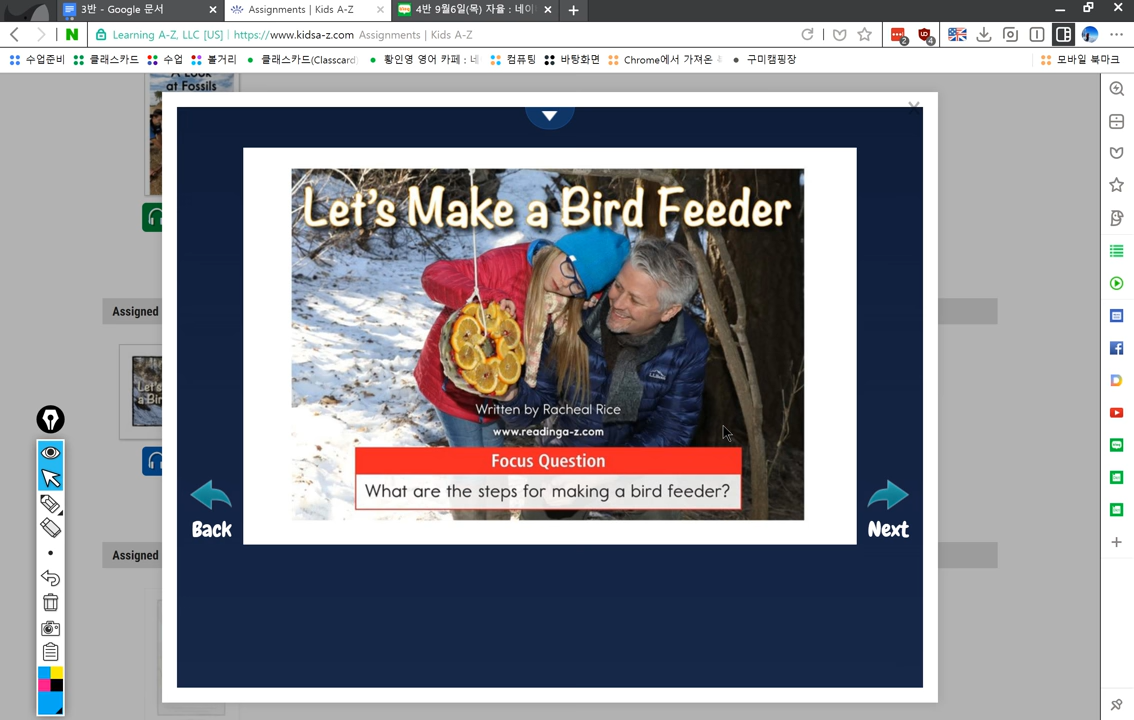 3반 - Google 문서
Assignments | Kids A-Z
4반 9월6일(목) 자율 : 네이
Learning A-Z, LLC [US] | https://www.kidsa-z.com Assignments | Kids A-Z
수업준비 클래스카드 수업 볼거리 클래스카드(Classcard 황인영 영어 카페 : 네 컴퓨팅 바탕화면 Chrome에서 가져온 구미캠핑장 모바일 북마크
A Look
at Fossils
Let's Make a Bird Feeder
Written by Racheal Rice
www.readinga-z.com
Focus Question
What are the steps for making a bird feeder?
Back
Next
Assigned
Let's
a Bir
Assigned